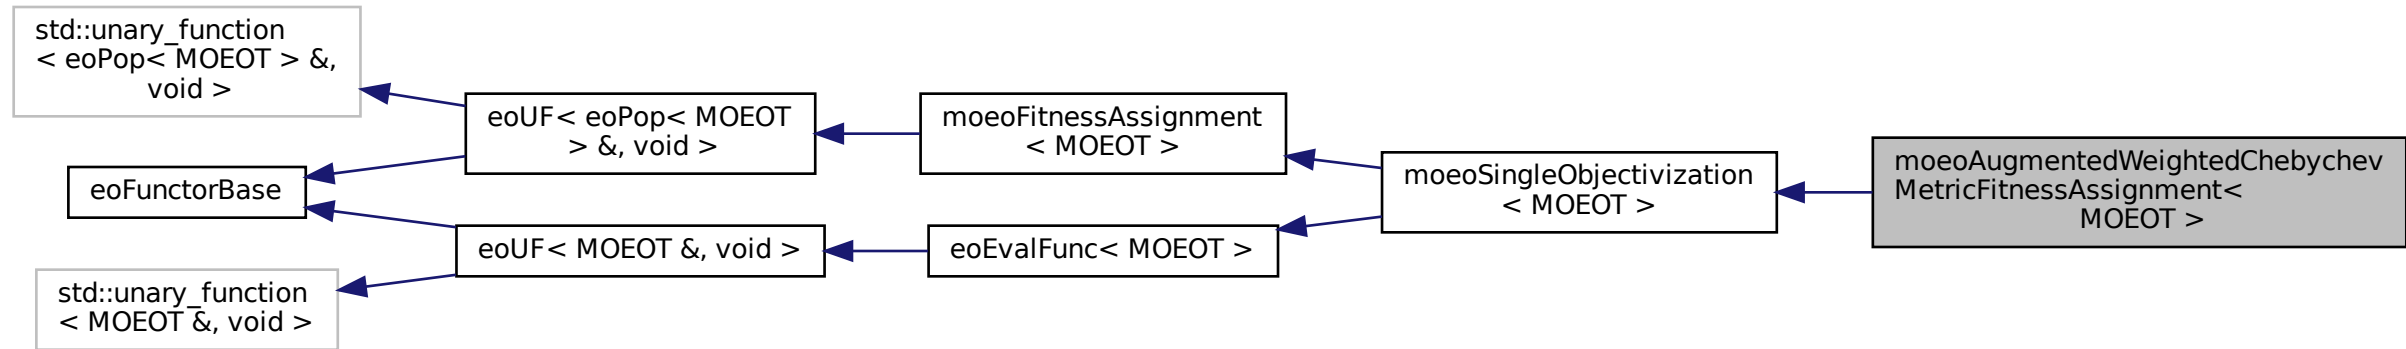 std::unary_function
< eoPop< MOEOT > &,
void >
eoFunctorBase
std::unary_function
< MOEOT &, void >
eoUF< eoPop< MOEOT
> &, void >
eoUF< MOEOT &, void >
moeoFitnessAssignment
< MOEOT >
eoEvalFunc< MOEOT >
moeoSingleObjectivization
< MOEOT >
moeoAugmentedWeightedChebychev
MetricFitnessAssignment<
MOEOT >